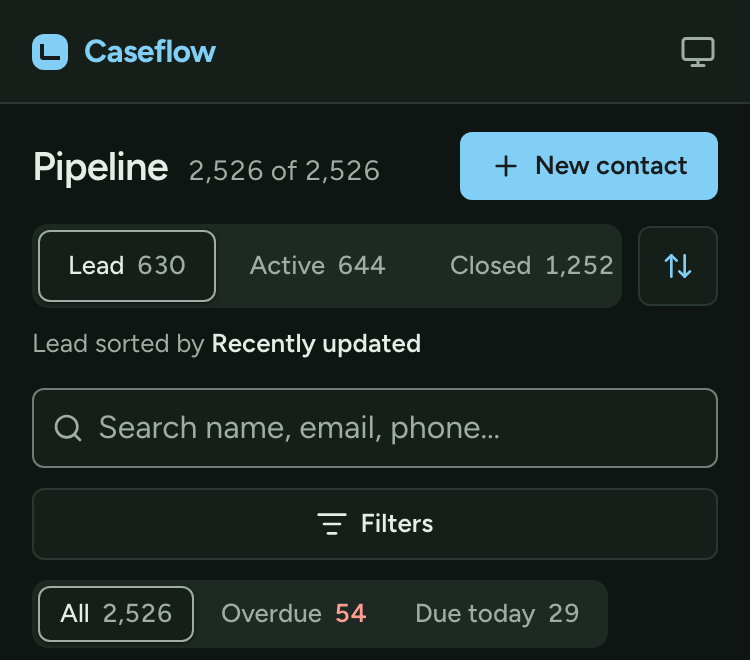 Caseflow
Pipeline 2,526 of 2,526
New contact
Lead 630 Active 644 Closed 1,252
Lead sorted by Recently updated
Search name, email, phone...
Filters
All 2,526 Overdue 54 Due today 29